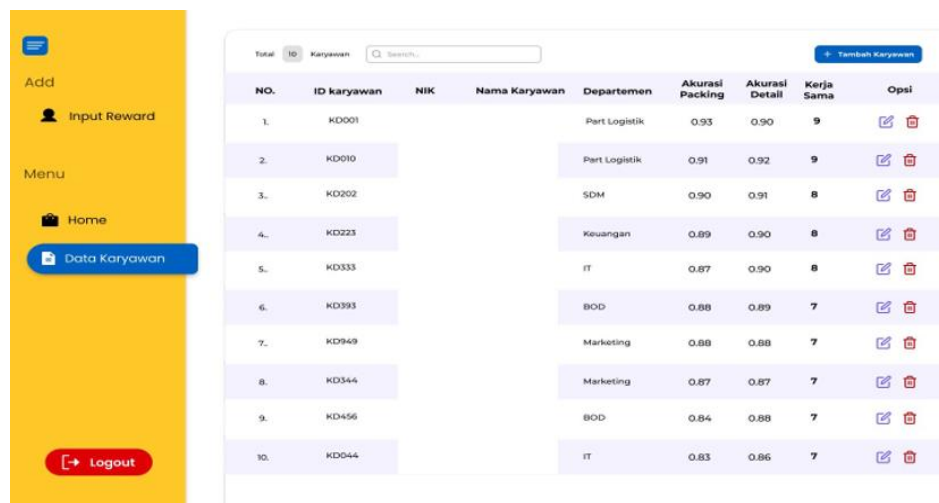 Add
Input Reward
Menu
Home
Data Karyawan
Logout
Total 10 Karyawan Search.. + Tambah Karyawan
NO. ID karyawan NIK Nama Karyawan Departemen Akurasi Packing Akurasi Detail Kerja Sama Opsi
1. KD001 Part Logistik 0.93 0.90 9
2. KD010 Part Logistik 0.91 0.92 9
3.. KD202 SDM 0.90 0.91 8
4.. KD223 Keuangan 0.89 0.90 8
5.. KD333 IT 0.87 0.90 8
6. KD393 BOD 0.88 0.89 7
7.. KD949 Marketing 0.88 0.88 7
8. KD344 Marketing 0.87 0.87 7
9. KD456 BOD 0.84 0.88 7
10. KD044 IT 0.83 0.86 7